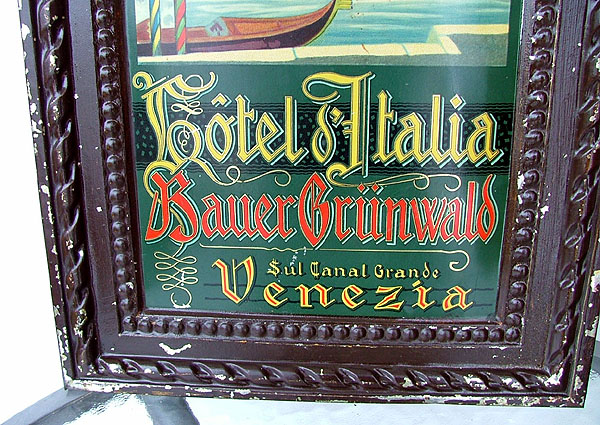 Hôtel d'Italia
Bauer Grünwald
Sul Canal Grande
Venezia